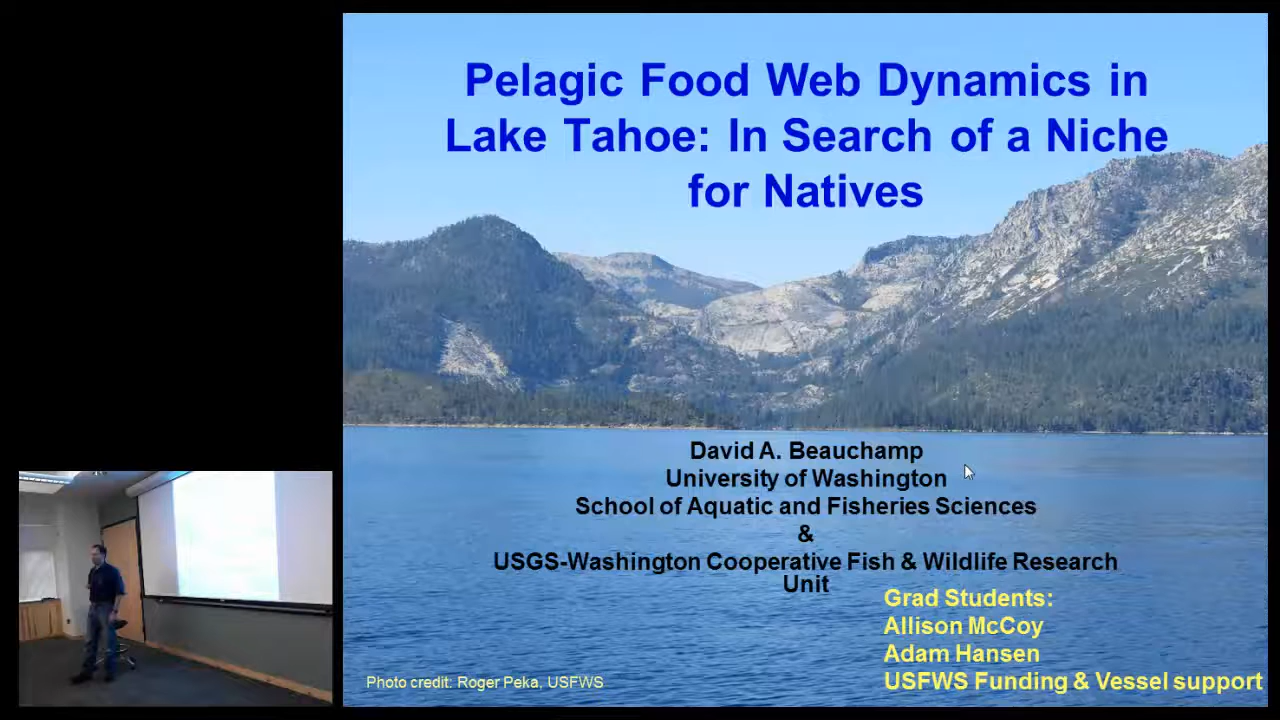 Pelagic Food Web Dynamics in
Lake Tahoe: In Search of a Niche
for Natives
David A. Beauchamp
University of Washington
School of Aquatic and Fisheries Sciences
&
USGS-Washington Cooperative Fish & Wildlife Research
Unit
Grad Students:
Allison McCoy
Adam Hansen
USFWS Funding & Vessel support
Photo credit: Roger Peka, USFWS